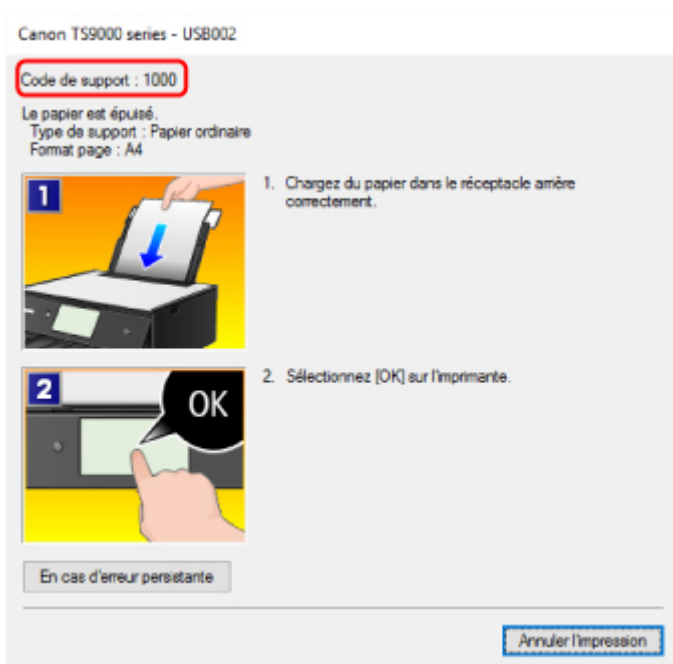 Canon TS9000 series - USB002
Code de support : 1000
Le papier est épuisé.
Type de support : Papier ordinaire
Format page : A4
1
1. Chargez du papier dans le réceptacle arrière
correctement.
2
OK
2. Sélectionnez [OK] sur l'imprimante.
En cas d'erreur persistante
Annuler l'impression